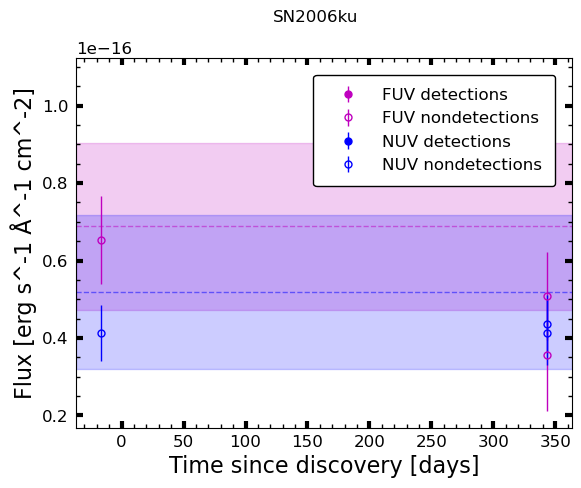 SN2006ku
1e−16
Flux [erg s^-1 Å^-1 cm^-2]
1.0
0.8
0.6
0.4
0.2
FUV detections
FUV nondetections
NUV detections
NUV nondetections
0 50 100 150 200 250 300 350
Time since discovery [days]